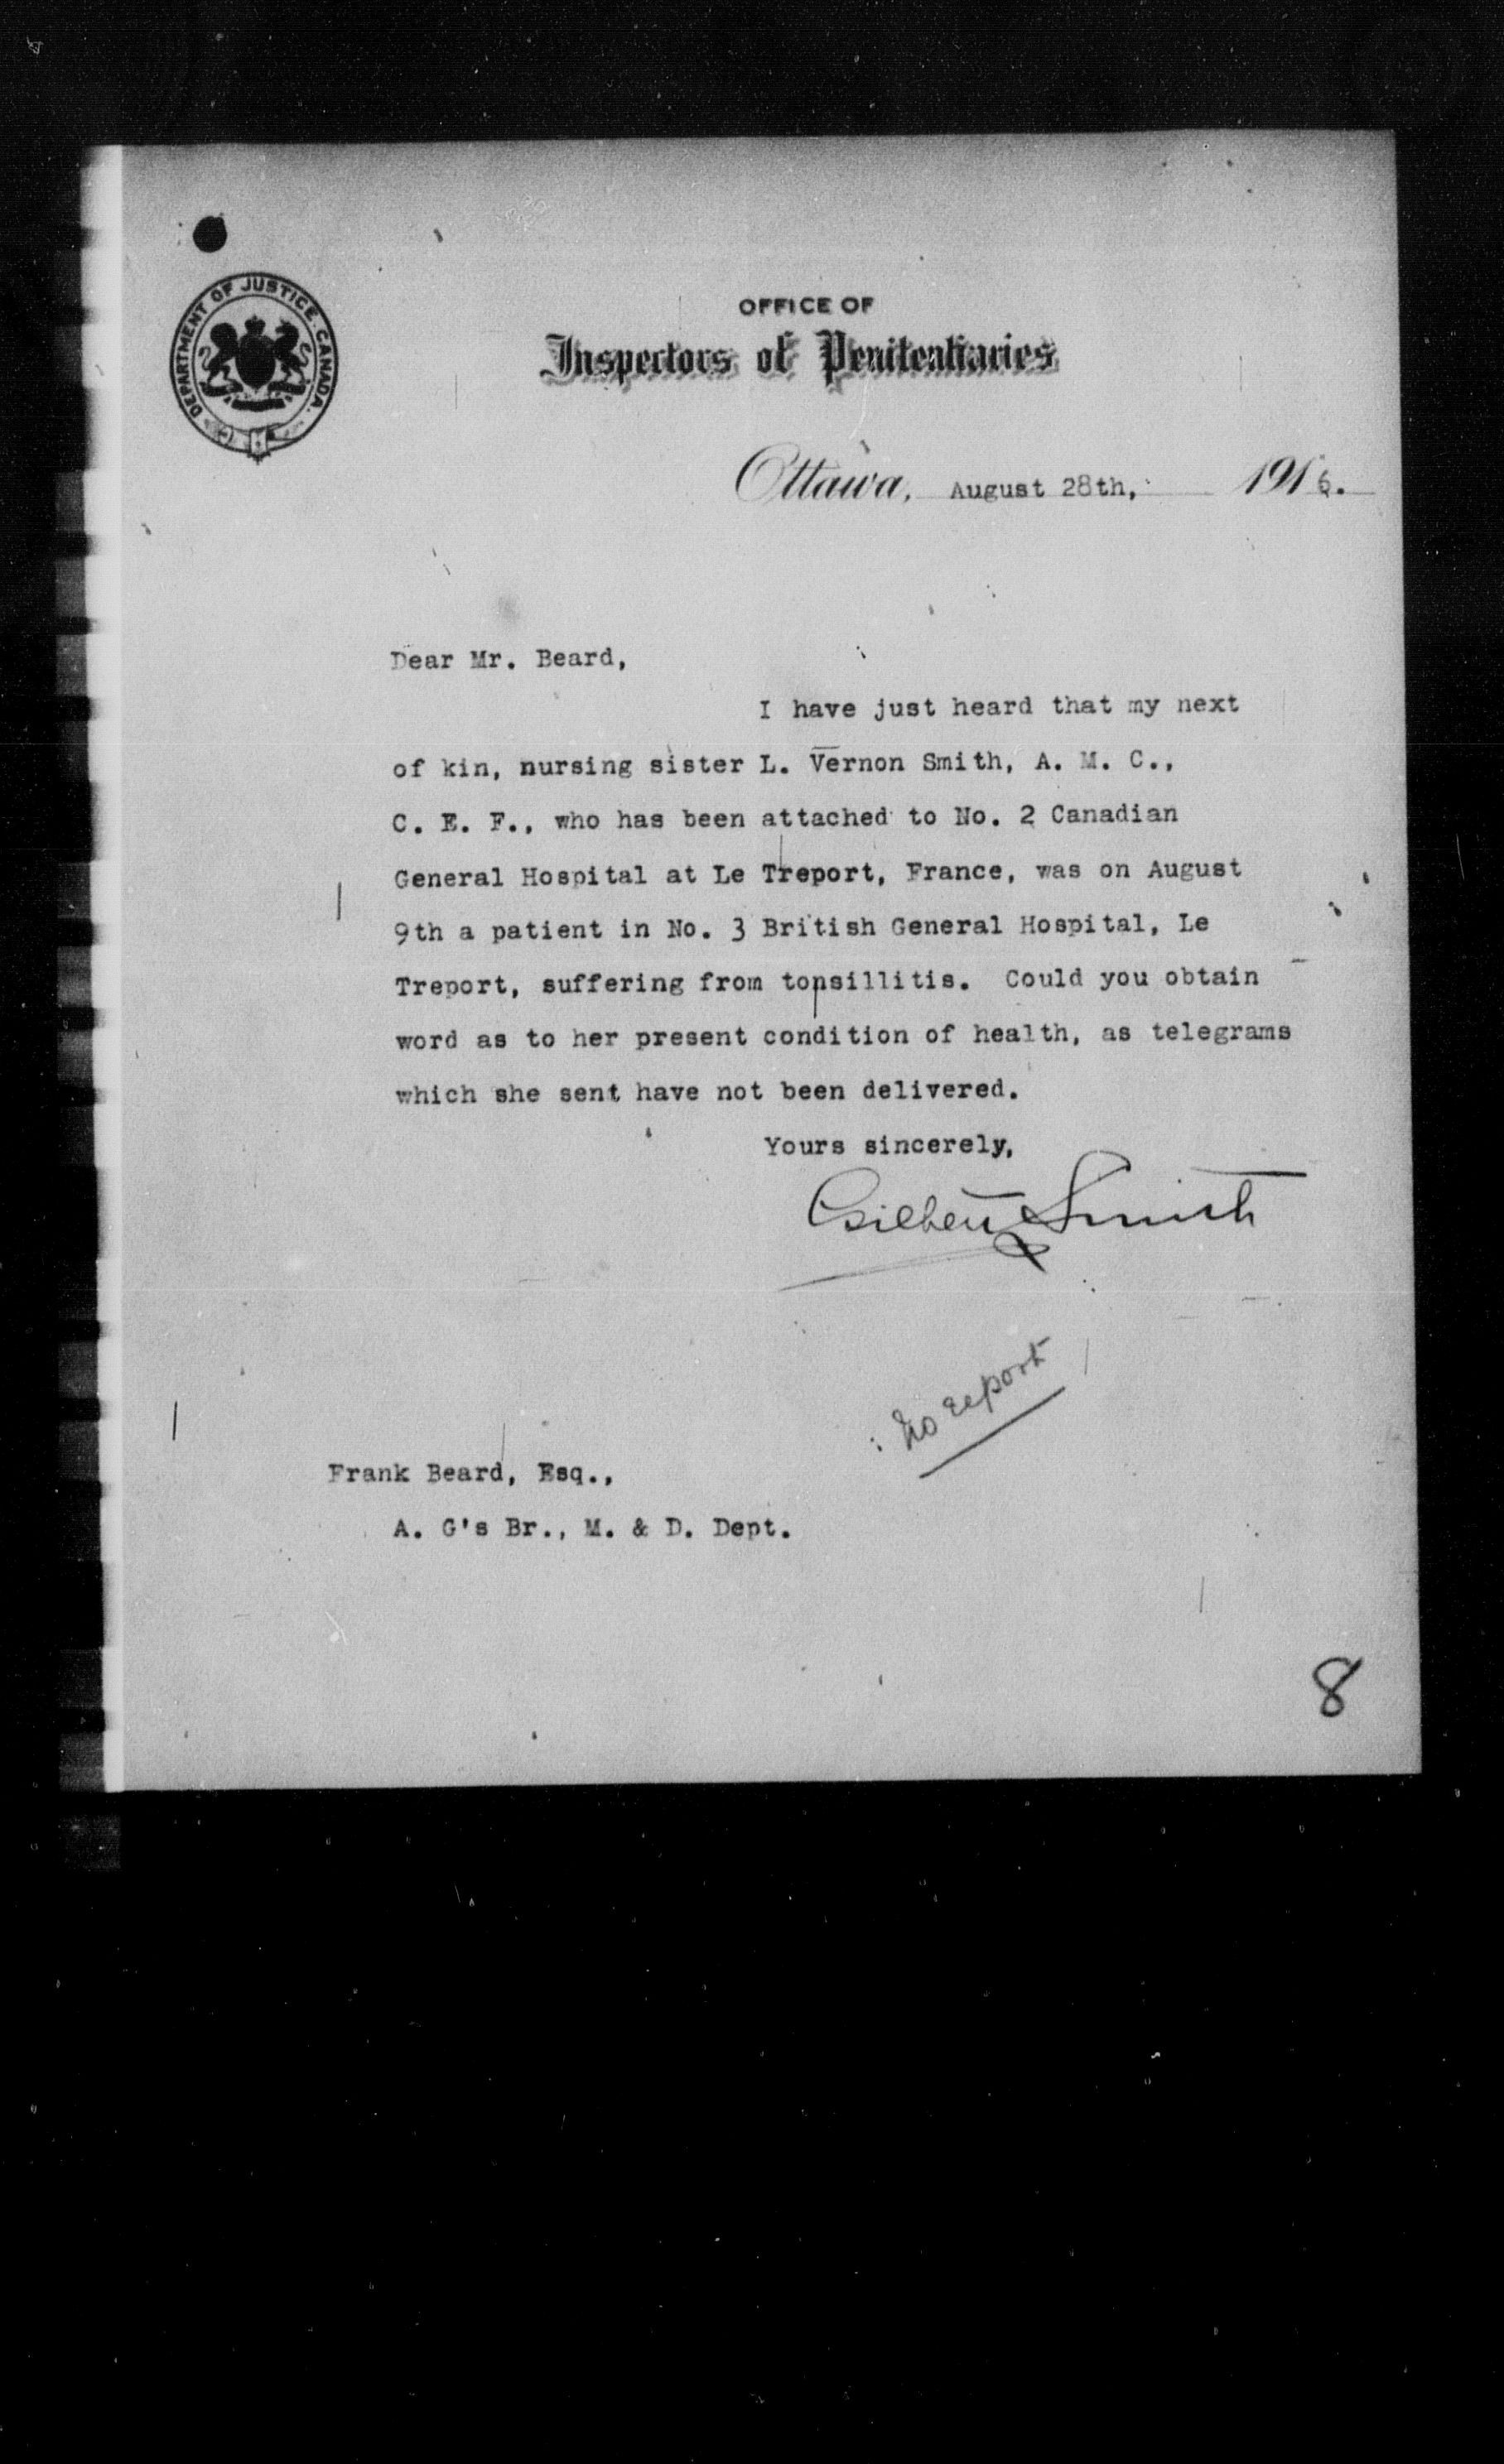 DEPARTMENT OF JUSTICE. CANADA.
OFFICE OF
Inspectors of Penitentiaries
Ottawa, August 28th, 1916.
Dear Mr. Beard,
I have just heard that my next
of kin, nursing sister L. Vernon Smith, A. M. C.,
C. E. F., who has been attached to No. 2 Canadian
General Hospital at Le Treport, France, was on August
9th a patient in No. 3 British General Hospital, Le
Treport, suffering from tonsillitis. Could you obtain
word as to her present condition of health, as telegrams
which she sent have not been delivered.
Yours sincerely,
Gilbert Smith
No report
Frank Beard, Esq.,
A. G's Br., M. & D. Dept.
8